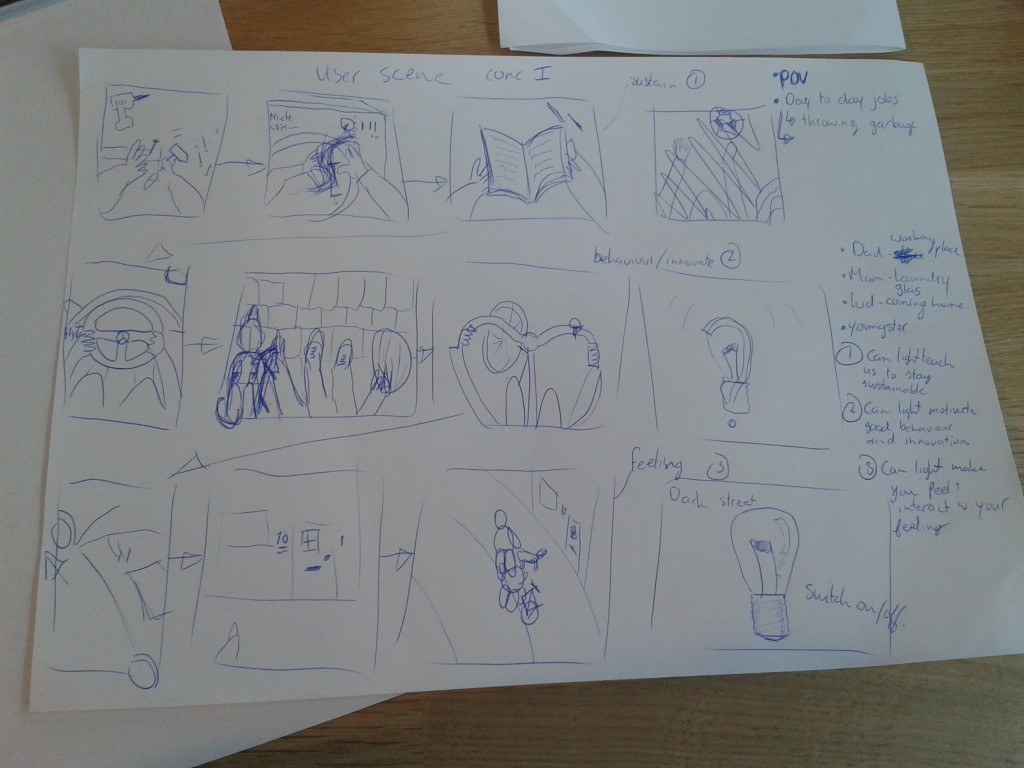 User scene conc I
sustain ①
• POV
• Day to day jobs
↳ throwing garbage
!!!
behaviour/innovate ②
• Dad working/place
• Mom - laundry
glas
• kid - coming home
• youngster
① Can light teach
us to stay
sustainable
② Can light motivate
good behaviour
and innovation
③ Can light make
you feel?
interact w. your
feeling
feeling ③
10
Dark street
Switch on/off.